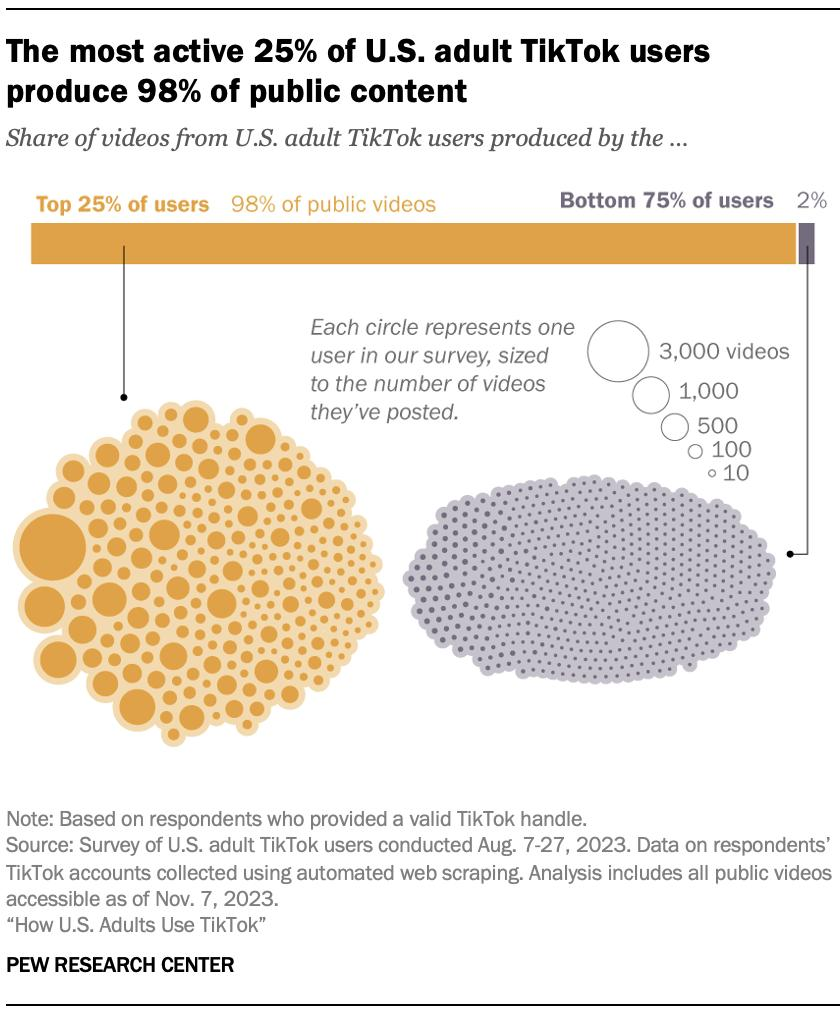 The most active 25% of U.S. adult TikTok users
produce 98% of public content
Share of videos from U.S. adult TikTok users produced by the ...
Top 25% of users 98% of public videos
Bottom 75% of users 2%
Each circle represents one
user in our survey, sized
to the number of videos
they’ve posted.
3,000 videos
1,000
500
100
10
Note: Based on respondents who provided a valid TikTok handle.
Source: Survey of U.S. adult TikTok users conducted Aug. 7-27, 2023. Data on respondents’
TikTok accounts collected using automated web scraping. Analysis includes all public videos
accessible as of Nov. 7, 2023.
“How U.S. Adults Use TikTok”
PEW RESEARCH CENTER